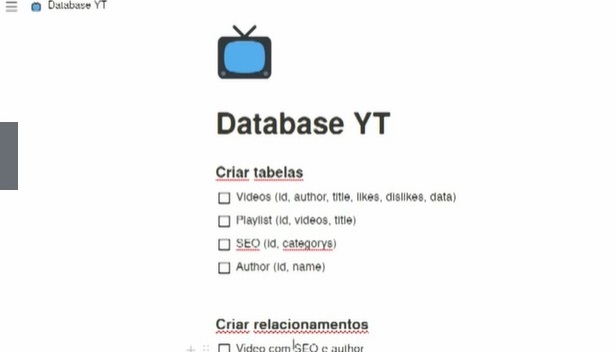 Database YT
Database YT
Criar tabelas
Videos (id, author, title, likes, dislikes, data)
Playlist (id, videos, title)
SEO (id, categorys)
Author (id, name)
Criar relacionamentos
Video com SEO e author